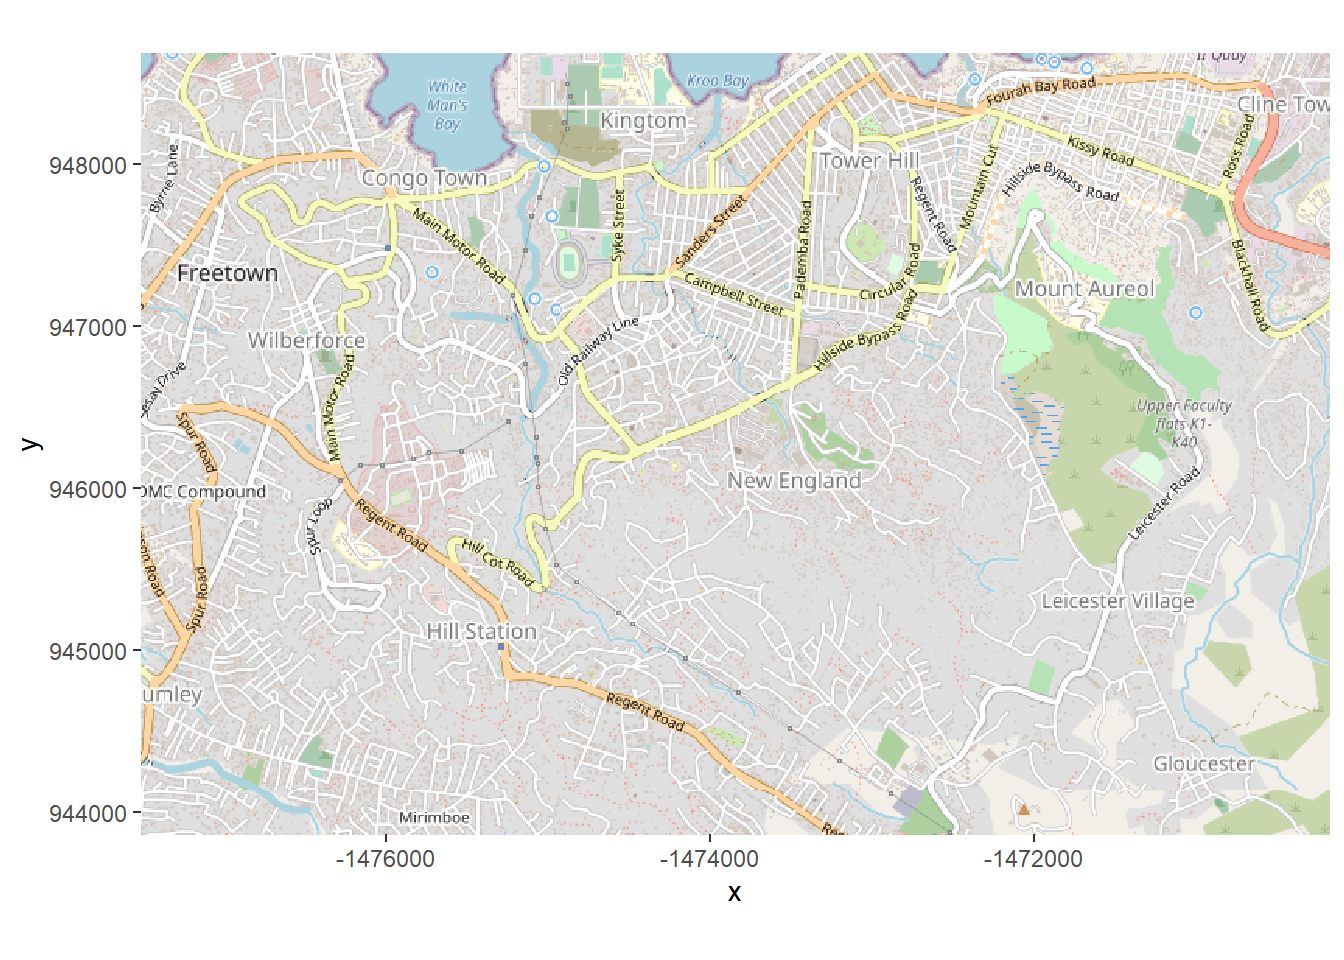 White
Man's
Bay
Kroo Bay
Kingtom
Fourah Bay Road
Cline Tow
Kissy Road
Ross Road
Tower Hill
Congo Town
Byrne Lane
Hillside Bypass Road
Mountain Cut
Regent Road
Main Motor Road
Syke Street
Sanders Street
Pademba Road
Blackhall Road
Freetown
Campbell Street
Circular Road
Mount Aureol
Wilberforce
Old Railway Line
Hillside Bypass Road
Main Motor Road
Spur Road
Upper Faculty
flats K1-
K40
New England
OMC Compound
Leicester Road
Spur Loop
Regent Road
Hill Cot Road
Spur Road
Leicester Village
Hill Station
umley
Regent Road
Gloucester
Mirimboe
948000
947000
946000
945000
944000
y
-1476000
-1474000
-1472000
x